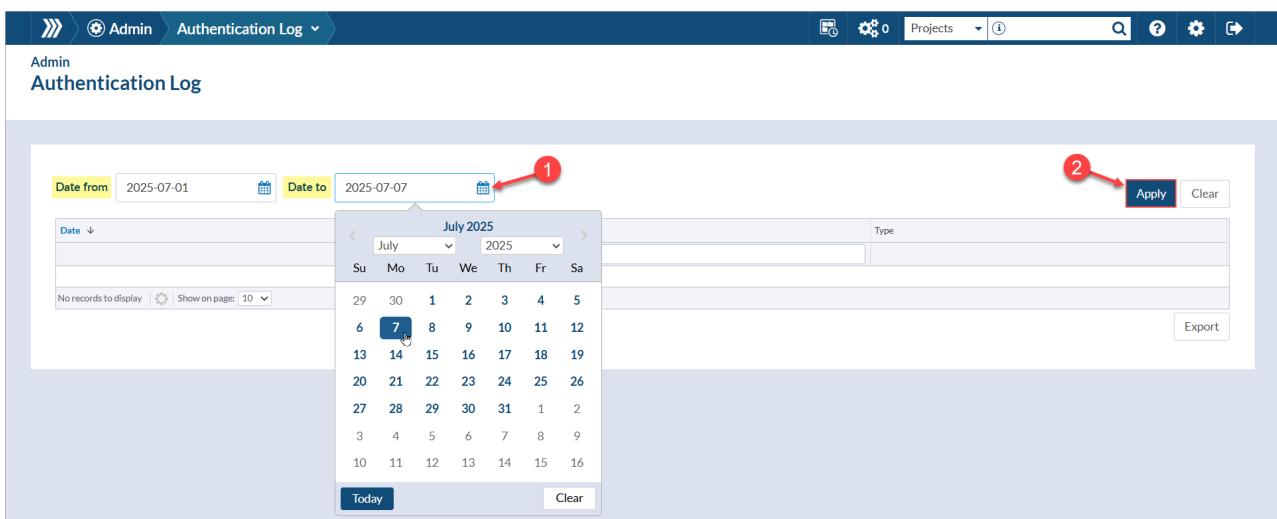 Admin
Authentication Log
0
Projects
Admin
Authentication Log
1
2
Date from
2025-07-01
Date to
2025-07-07
Apply
Clear
Date
Type
July 2025
July
2025
Su Mo Tu We Th Fr Sa
29 30 1 2 3 4 5
6 7 8 9 10 11 12
13 14 15 16 17 18 19
20 21 22 23 24 25 26
27 28 29 30 31 1 2
3 4 5 6 7 8 9
10 11 12 13 14 15 16
Today
Clear
No records to display
Show on page: 10
Export